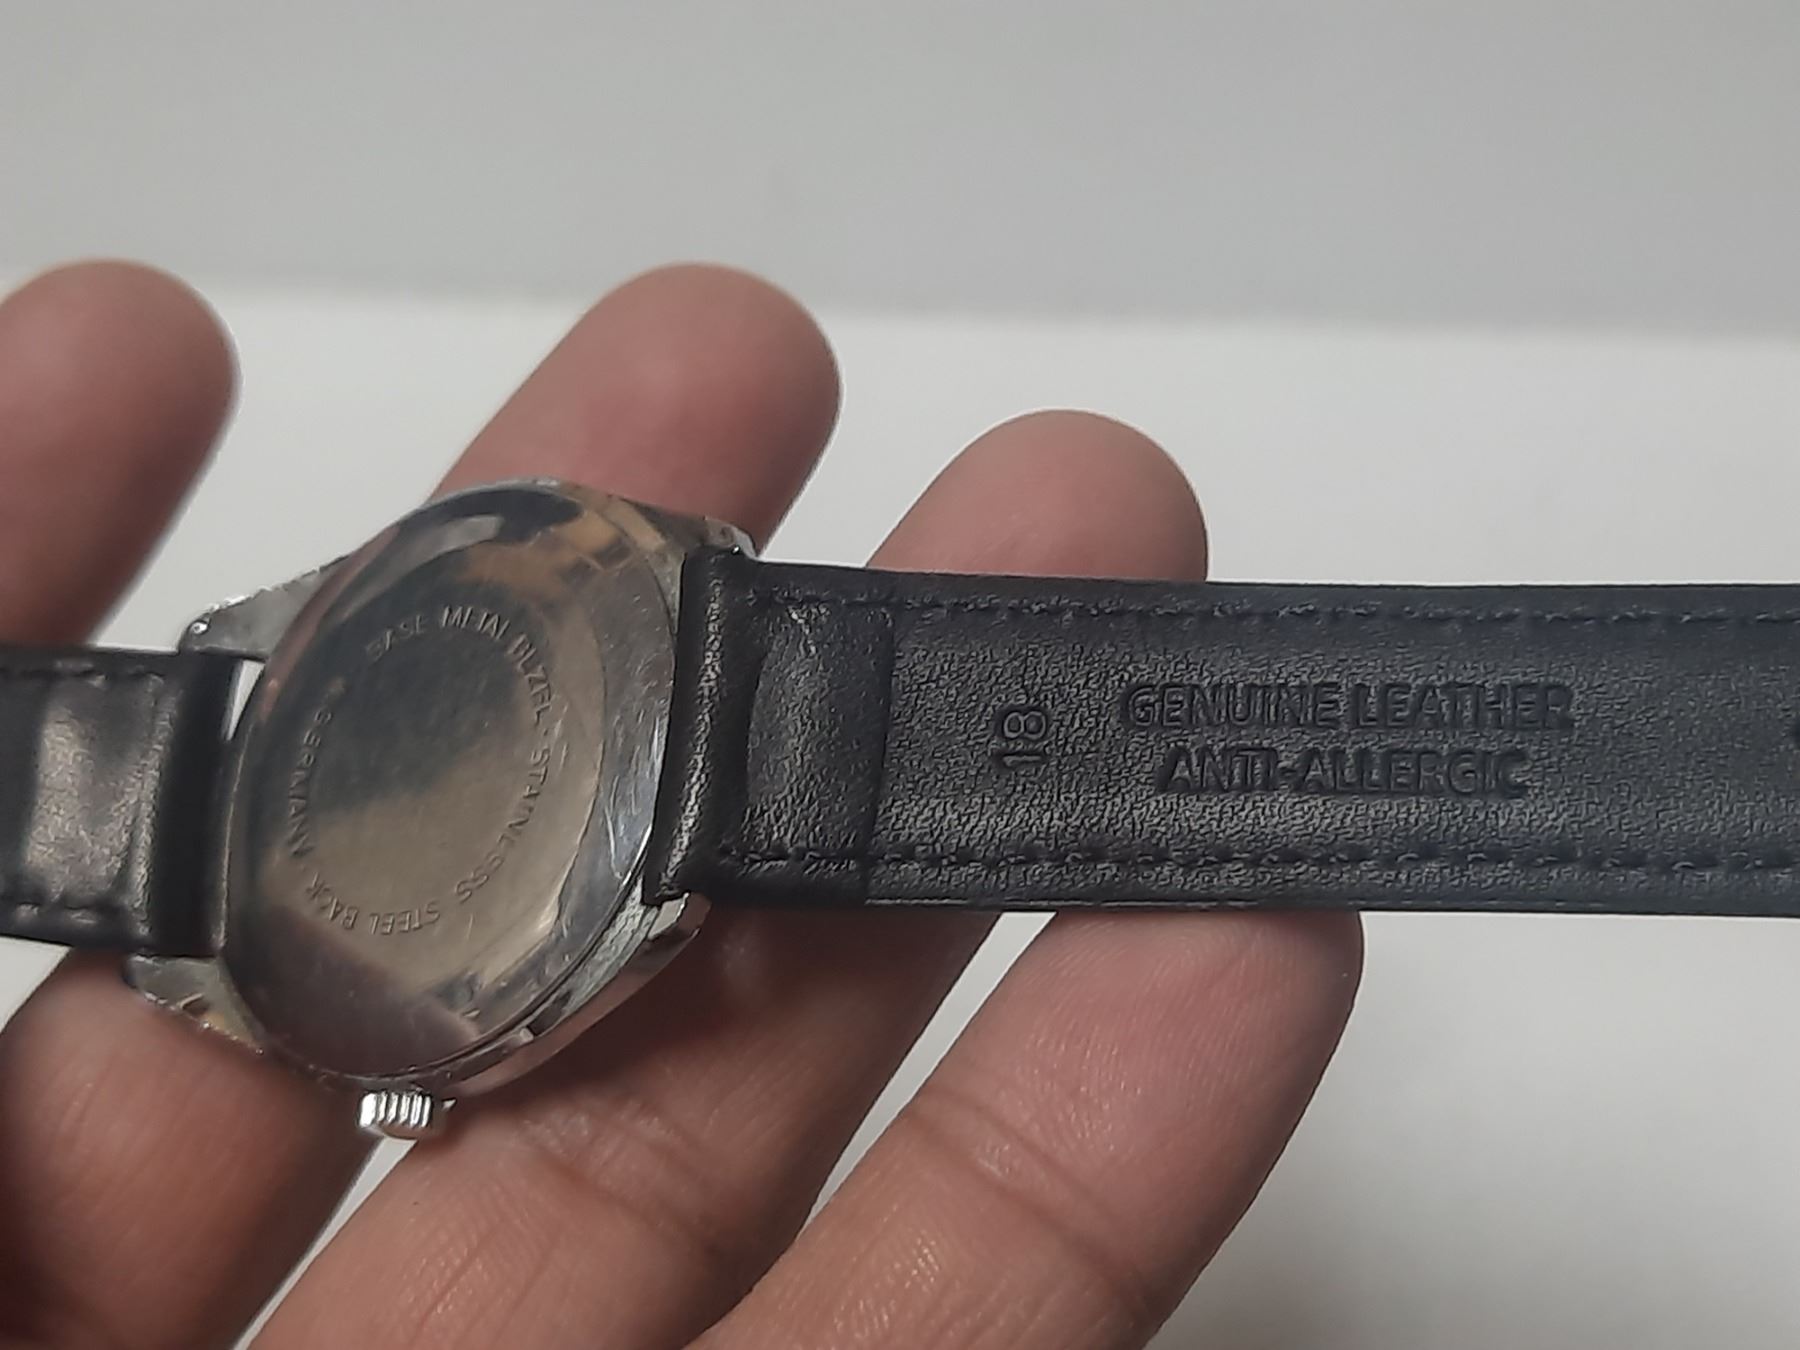 BASE METAL BEZEL · STAINLESS STEEL BACK · W. GERMANY
18
GENUINE LEATHER
ANTI-ALLERGIC